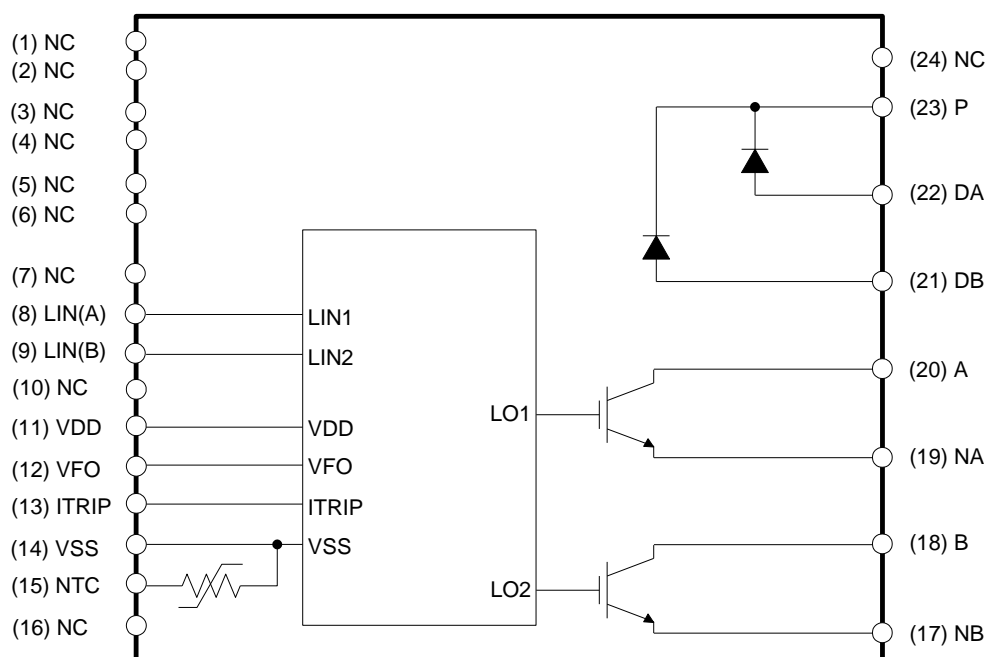 (1) NC
(2) NC
(3) NC
(4) NC
(5) NC
(6) NC
(7) NC
(8) LIN(A)
(9) LIN(B)
(10) NC
(11) VDD
(12) VFO
(13) ITRIP
(14) VSS
(15) NTC
(16) NC
LIN1
LIN2
VDD
VFO
ITRIP
VSS
LO1
LO2
(24) NC
(23) P
(22) DA
(21) DB
(20) A
(19) NA
(18) B
(17) NB